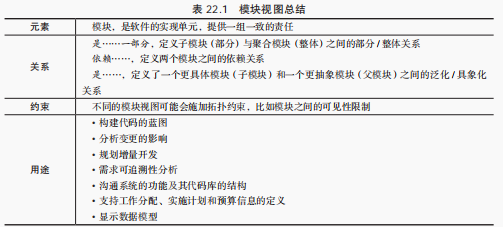 表 22.1 模块视图总结
元素
模块，是软件的实现单元，提供一组一致的责任
关系
是……一部分，定义子模块（部分）与聚合模块（整体）之间的部分 / 整体关系
依赖……，定义两个模块之间的依赖关系
是……，定义了一个更具体模块（子模块）和一个更抽象模块（父模块）之间的泛化 / 具象化
关系
约束
不同的模块视图可能会施加拓扑约束，比如模块之间的可见性限制
用途
• 构建代码的蓝图
• 分析变更的影响
• 规划增量开发
• 需求可追溯性分析
• 沟通系统的功能及其代码库的结构
• 支持工作分配、实施计划和预算信息的定义
• 显示数据模型